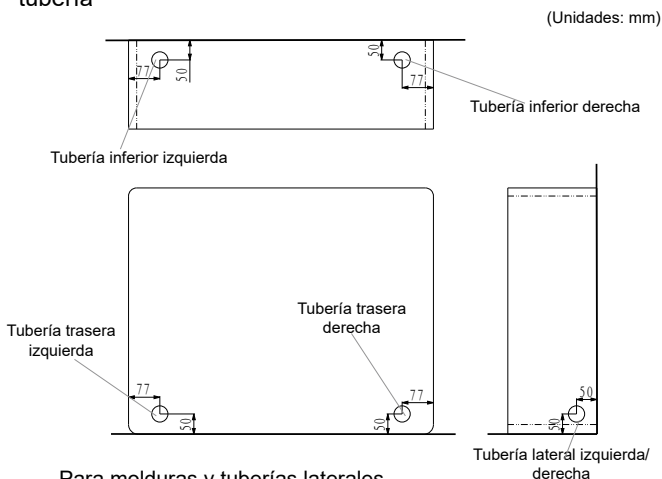 tubería
(Unidades: mm)
50
50
77
50
77
Tubería inferior derecha
Tubería inferior izquierda
Tubería trasera
derecha
Tubería trasera
izquierda
77
77
50
50
50
50
Tubería lateral izquierda/
derecha
Para molduras y tuberías laterales